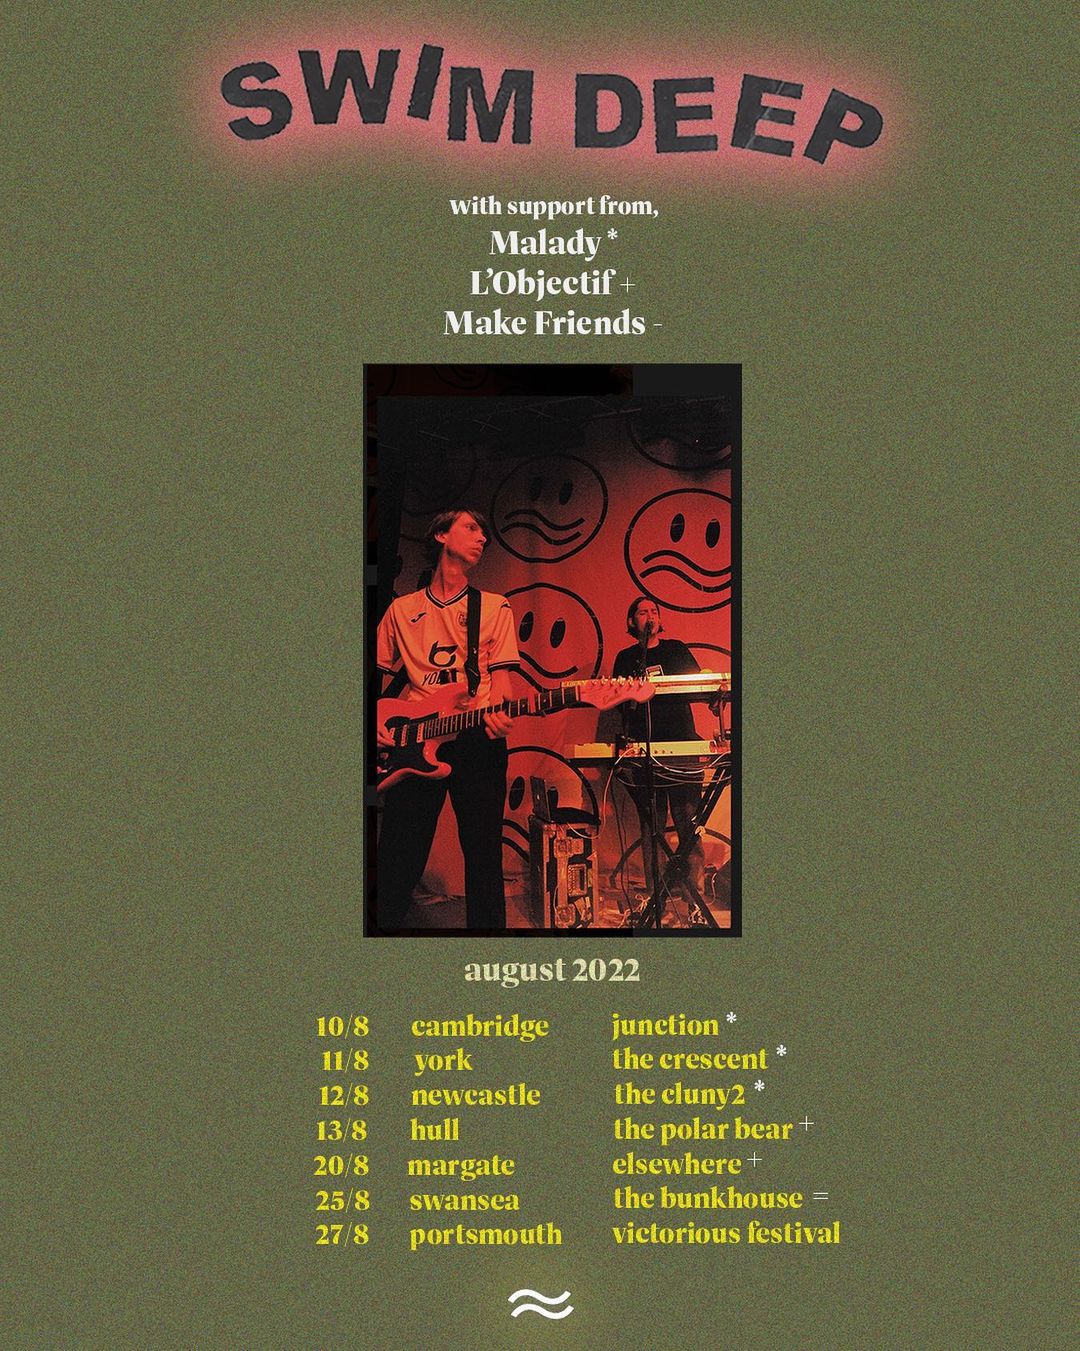 SWIM DEEP
with support from,
Malady *
L'Objectif +
Make Friends -
august 2022
10/8 cambridge junction *
11/8 york the crescent *
12/8 newcastle the cluny2 *
13/8 hull the polar bear +
20/8 margate elsewhere +
25/8 swansea the bunkhouse =
27/8 portsmouth victorious festival